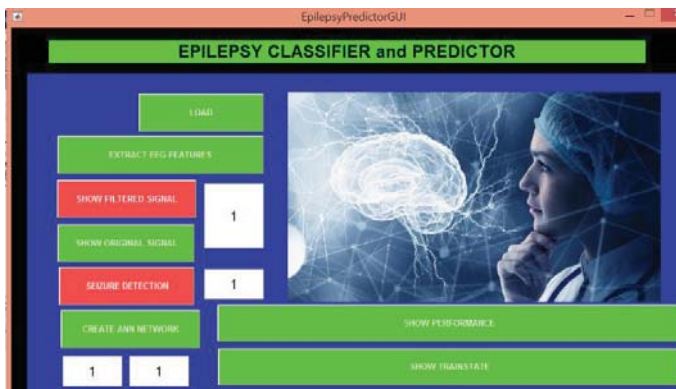 EpilepsyPredictorGUI
EPILEPSY CLASSIFIER and PREDICTOR
LOAD
EXTRACT EEG FEATURES
SHOW FILTERED SIGNAL
1
SHOW ORIGINAL SIGNAL
SEIZURE DETECTION
1
CREATE ANN NETWORK
SHOW PERFORMANCE
1
1
SHOW TRAINSTATE